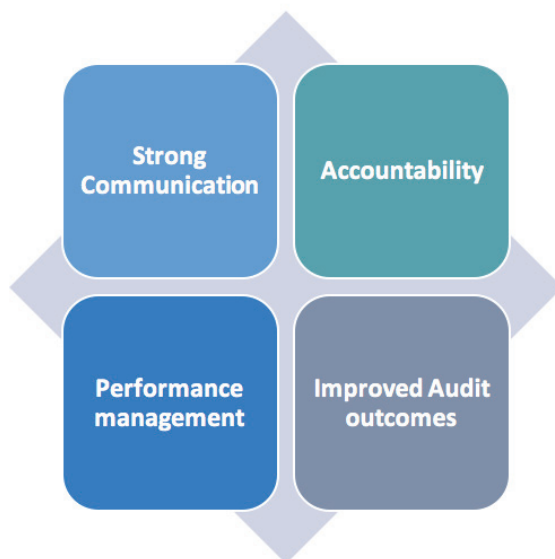 Strong
Communication
Accountability
Performance
management
Improved Audit
outcomes